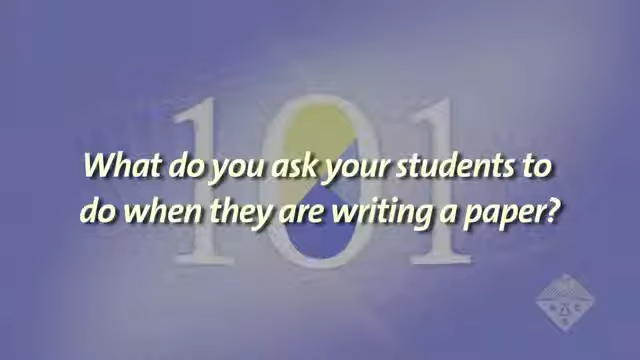 101
What do you ask your students to
do when they are writing a paper?